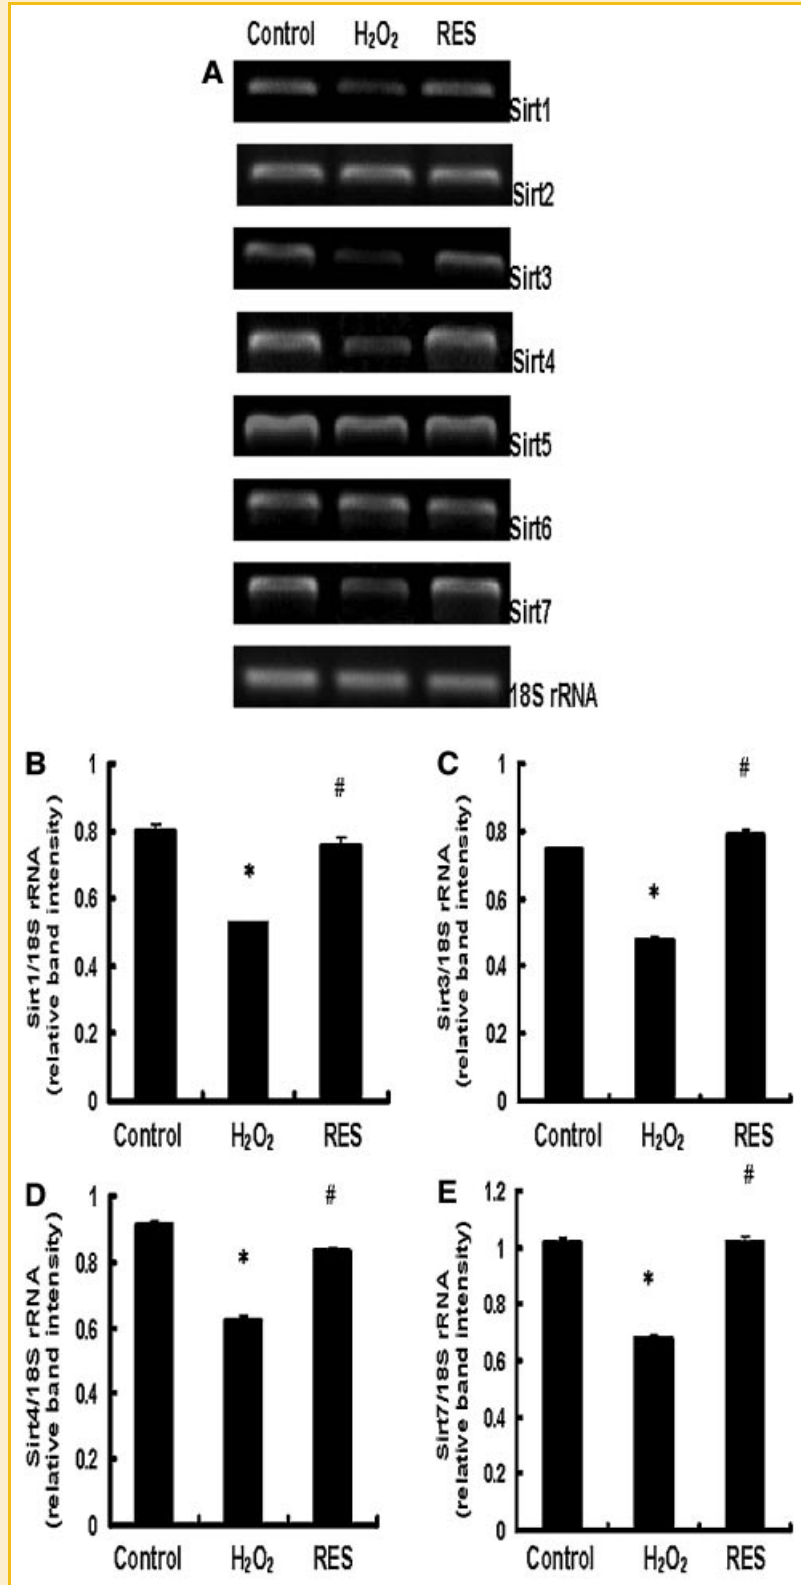 Control H₂O₂ RES
A
Sirt1
Sirt2
Sirt3
Sirt4
Sirt5
Sirt6
Sirt7
18S rRNA
B
Sirt1/18S rRNA
(relative band intensity)
1
0.8
0.6
0.4
0.2
0
*
#
Control H₂O₂ RES
C
Sirt3/18S rRNA
(relative band intensity)
1
0.8
0.6
0.4
0.2
0
*
#
Control H₂O₂ RES
D
Sirt4/18S rRNA
(relative band intensity)
1
0.8
0.6
0.4
0.2
0
*
#
Control H₂O₂ RES
E
Sirt7/18S rRNA
(relative band intensity)
1.2
1
0.8
0.6
0.4
0.2
0
*
#
Control H₂O₂ RES